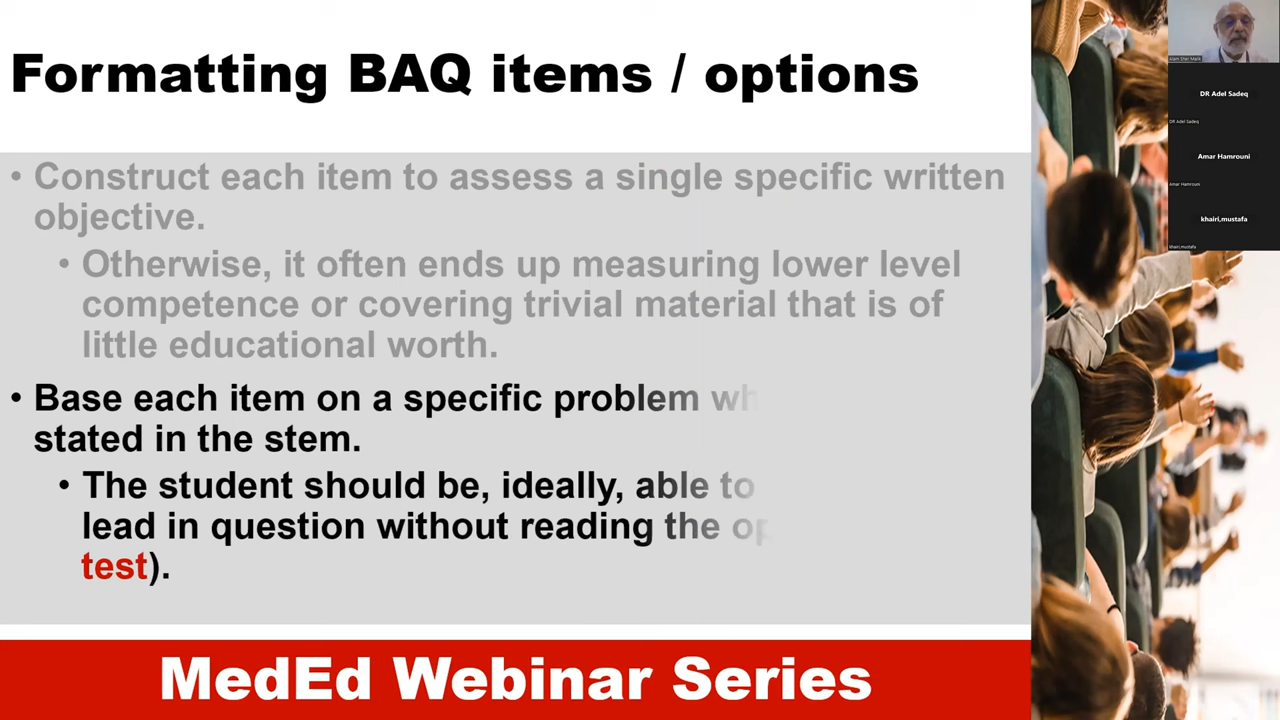 Formatting BAQ items / options
• Construct each item to assess a single specific written
objective.
• Otherwise, it often ends up measuring lower level
competence or covering trivial material that is of
little educational worth.
• Base each item on a specific problem wh
stated in the stem.
• The student should be, ideally, able to
lead in question without reading the op
test).
MedEd Webinar Series
DR Adel Sadeq
DR Adel Sadeq
Amar Hamrouni
Amar Hamrouni
khairi,mustafa
khairi,mustafa